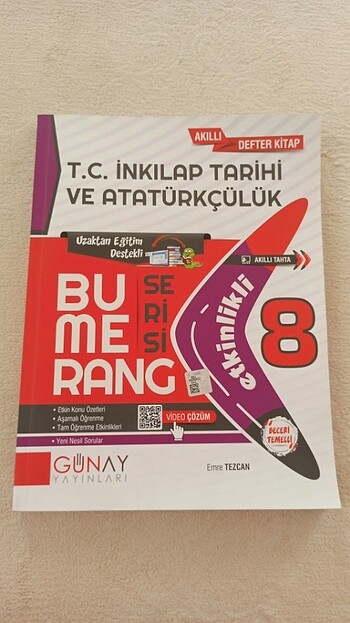 AKILLI DEFTER KİTAP
T.C. İNKILAP TARİHİ
VE ATATÜRKÇÜLÜK
Uzaktan Eğitim
Destekli
AKILLI TAHTA
BU
ME
RANG
SE
Rİ
Sİ
etkinlikli
8
• Etkin Konu Özetleri
• Aşamalı Öğrenme
• Tam Öğrenme Etkinlikleri
• Yeni Nesil Sorular
VİDEO ÇÖZÜM
BECERİ
TEMELLİ
GÜNAY
YAYINLARI
Emre TEZCAN